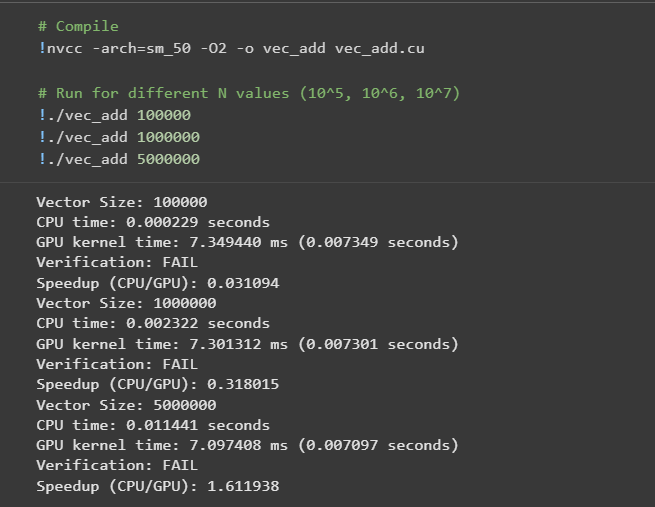 # Compile
!nvcc -arch=sm_50 -O2 -o vec_add vec_add.cu
# Run for different N values (10^5, 10^6, 10^7)
!./vec_add 100000
!./vec_add 1000000
!./vec_add 5000000
Vector Size: 100000
CPU time: 0.000229 seconds
GPU kernel time: 7.349440 ms (0.007349 seconds)
Verification: FAIL
Speedup (CPU/GPU): 0.031094
Vector Size: 1000000
CPU time: 0.002322 seconds
GPU kernel time: 7.301312 ms (0.007301 seconds)
Verification: FAIL
Speedup (CPU/GPU): 0.318015
Vector Size: 5000000
CPU time: 0.011441 seconds
GPU kernel time: 7.097408 ms (0.007097 seconds)
Verification: FAIL
Speedup (CPU/GPU): 1.611938